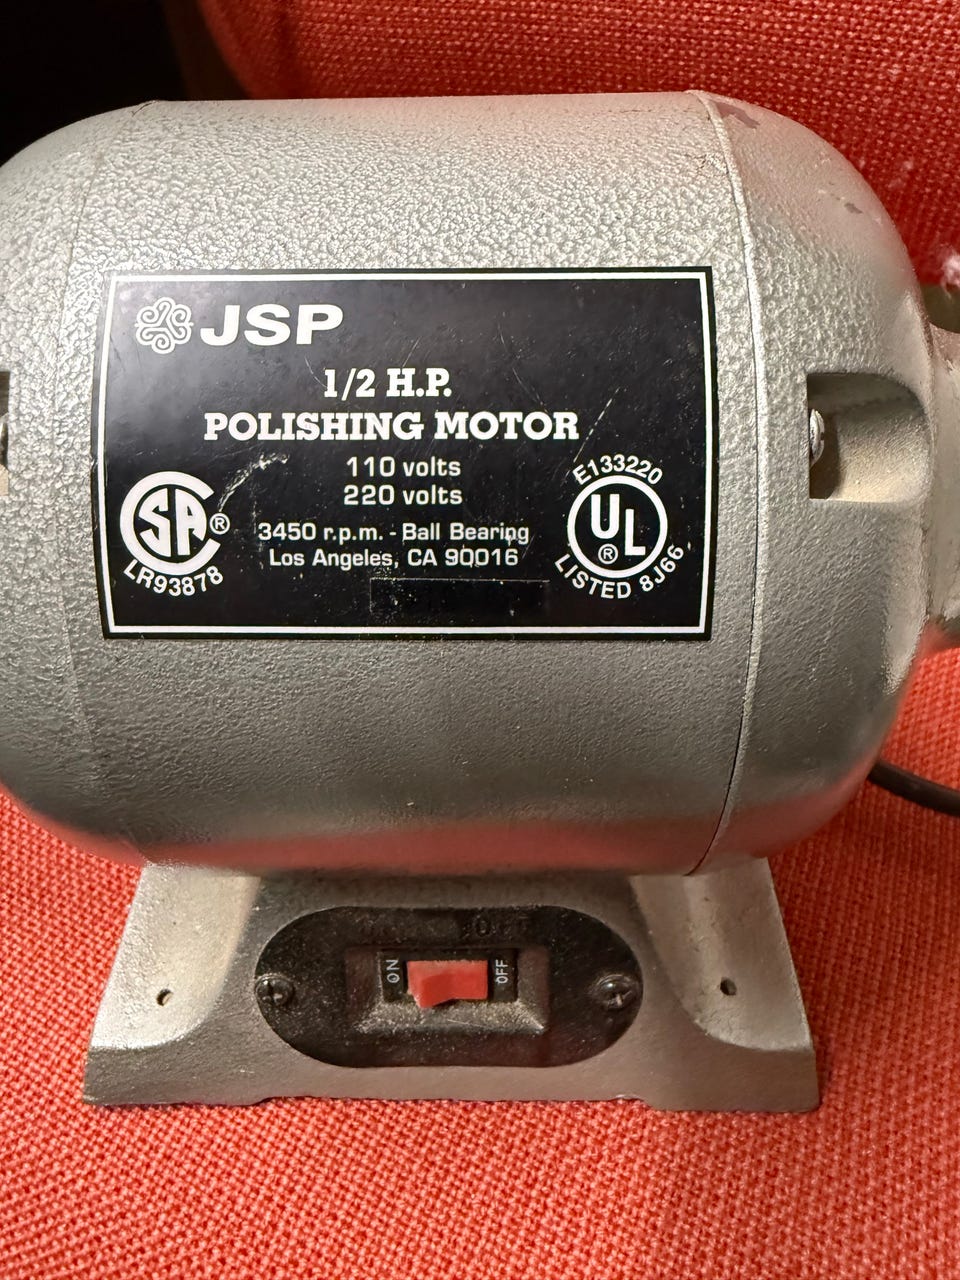 JSP
1/2 H.P.
POLISHING MOTOR
110 volts
220 volts
3450 r.p.m. - Ball Bearing
Los Angeles, CA 90016
SA ®
LR93878
E133220
UL ®
LISTED 8J66
ON
OFF